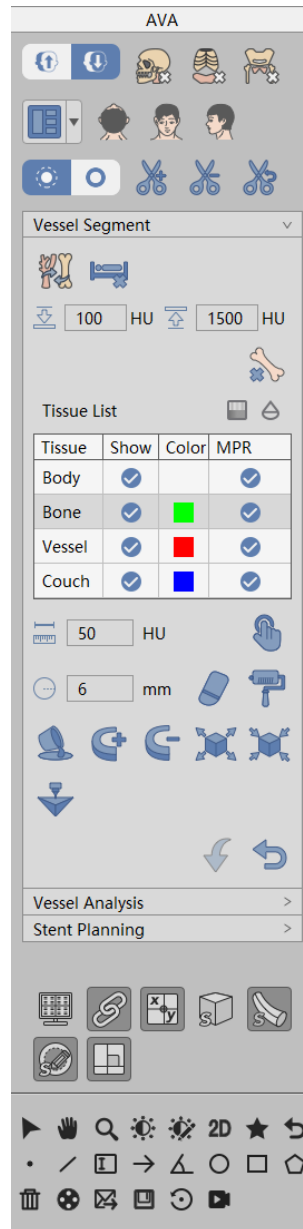 AVA
Vessel Segment
100 HU 1500 HU
Tissue List
Tissue Show Color MPR
Body
Bone
Vessel
Couch
50 HU
6 mm
Vessel Analysis >
Stent Planning >
x y
S S
S
2D